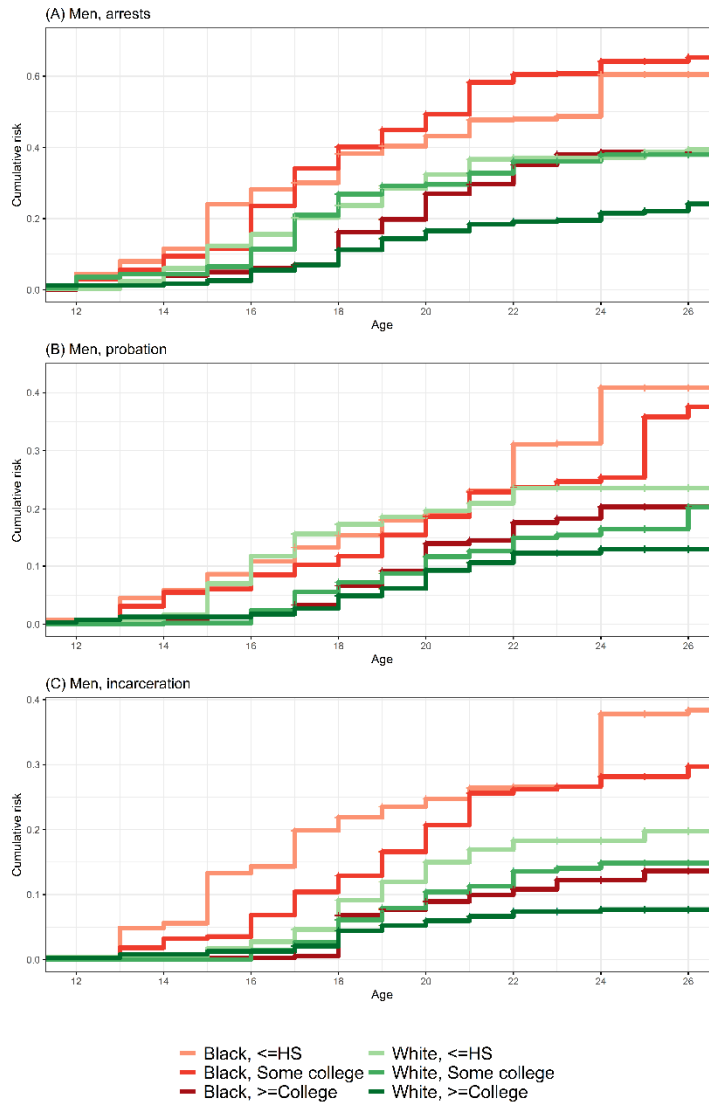 (A) Men, arrests
Cumulative risk
0.6
0.4
0.2
0.0
12 14 16 18 20 22 24 26
Age
(B) Men, probation
Cumulative risk
0.4
0.3
0.2
0.1
0.0
12 14 16 18 20 22 24 26
Age
(C) Men, incarceration
Cumulative risk
0.4
0.3
0.2
0.1
0.0
12 14 16 18 20 22 24 26
Age
Black, <=HS White, <=HS
Black, Some college White, Some college
Black, >=College White, >=College